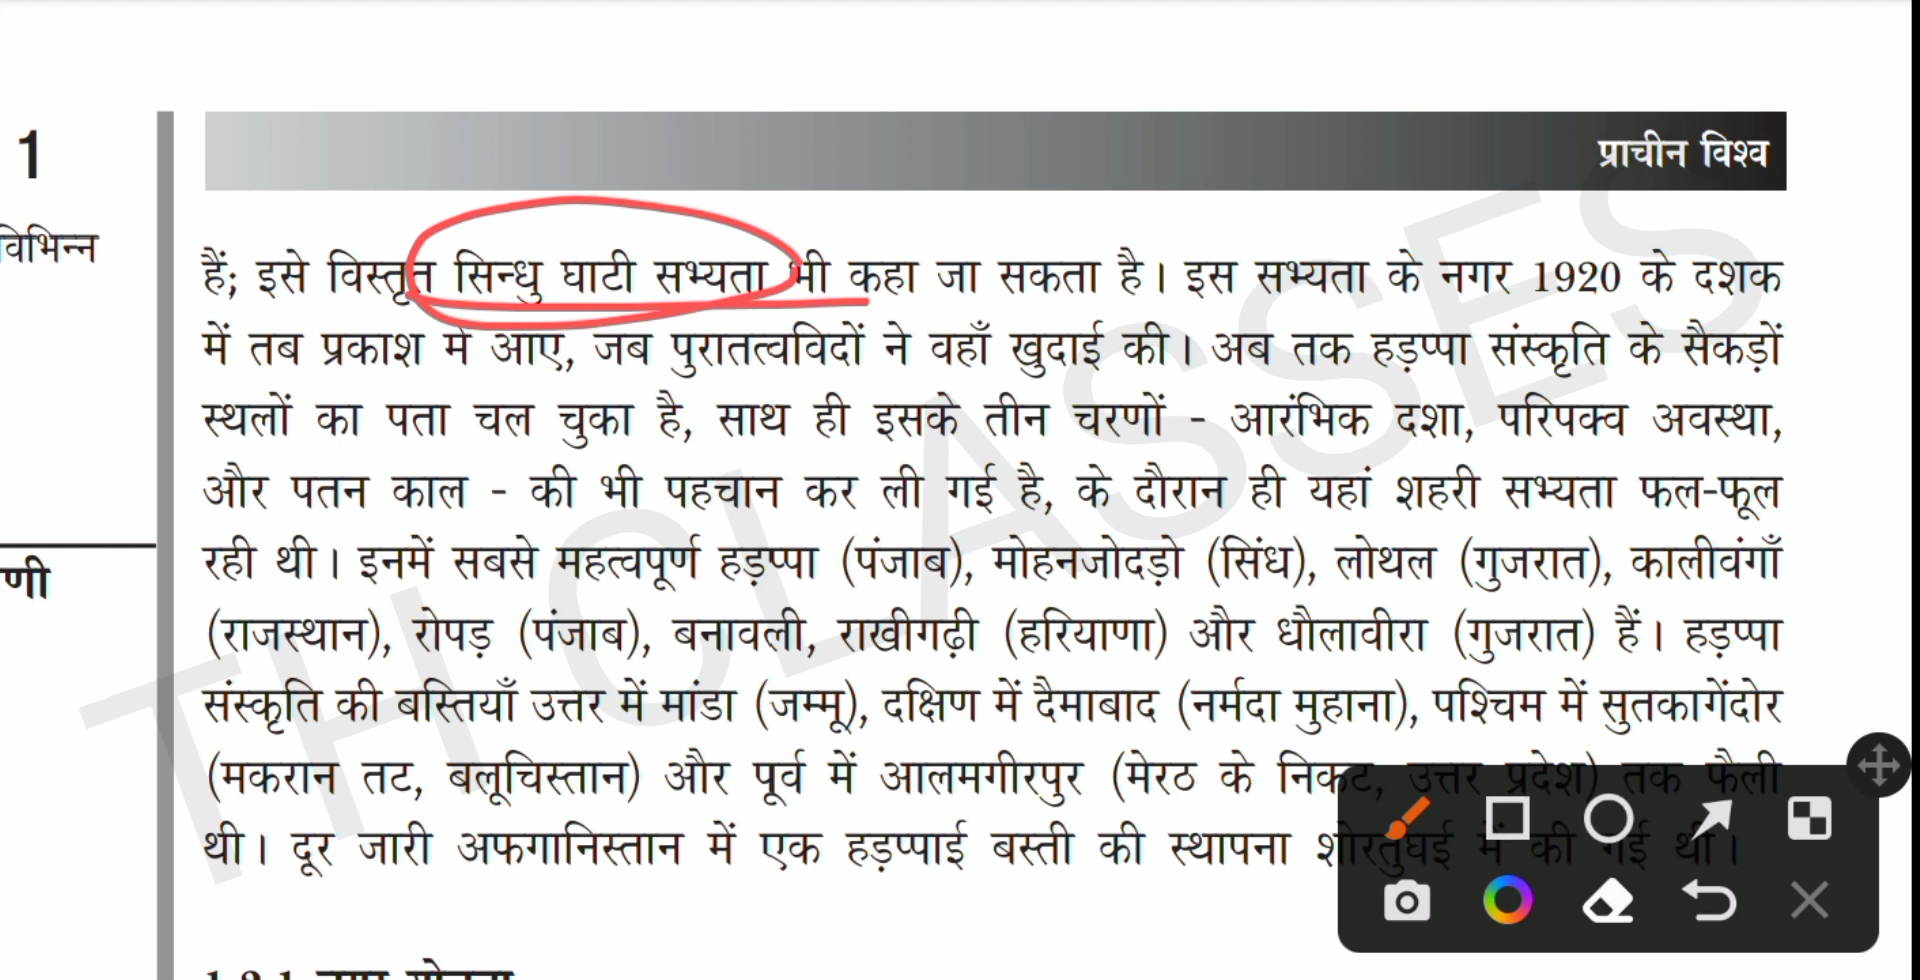 1
प्राचीन विश्व
विभिन्न
हैं; इसे विस्तृत सिन्धु घाटी सभ्यता भी कहा जा सकता है। इस सभ्यता के नगर 1920 के दशक
में तब प्रकाश में आए, जब पुरातत्वविदों ने वहाँ खुदाई की। अब तक हड़प्पा संस्कृति के सैकड़ों
स्थलों का पता चल चुका है, साथ ही इसके तीन चरणों - आरंभिक दशा, परिपक्व अवस्था,
और पतन काल - की भी पहचान कर ली गई है, के दौरान ही यहां शहरी सभ्यता फल-फूल
रही थी। इनमें सबसे महत्वपूर्ण हड़प्पा (पंजाब), मोहनजोदड़ो (सिंध), लोथल (गुजरात), कालीवंगाँ
णी
(राजस्थान), रोपड़ (पंजाब), बनावली, राखीगढ़ी (हरियाणा) और धौलावीरा (गुजरात) हैं। हड़प्पा
संस्कृति की बस्तियाँ उत्तर में मांडा (जम्मू), दक्षिण में दैमाबाद (नर्मदा मुहाना), पश्चिम में सुतकागेंदोर
(मकरान तट, बलूचिस्तान) और पूर्व में आलमगीरपुर (मेरठ के निकट, उत्तर प्रदेश) तक फैली
थी। दूर जारी अफगानिस्तान में एक हड़प्पाई बस्ती की स्थापना शोरतुघई में की गई थी।
TH CLASSES